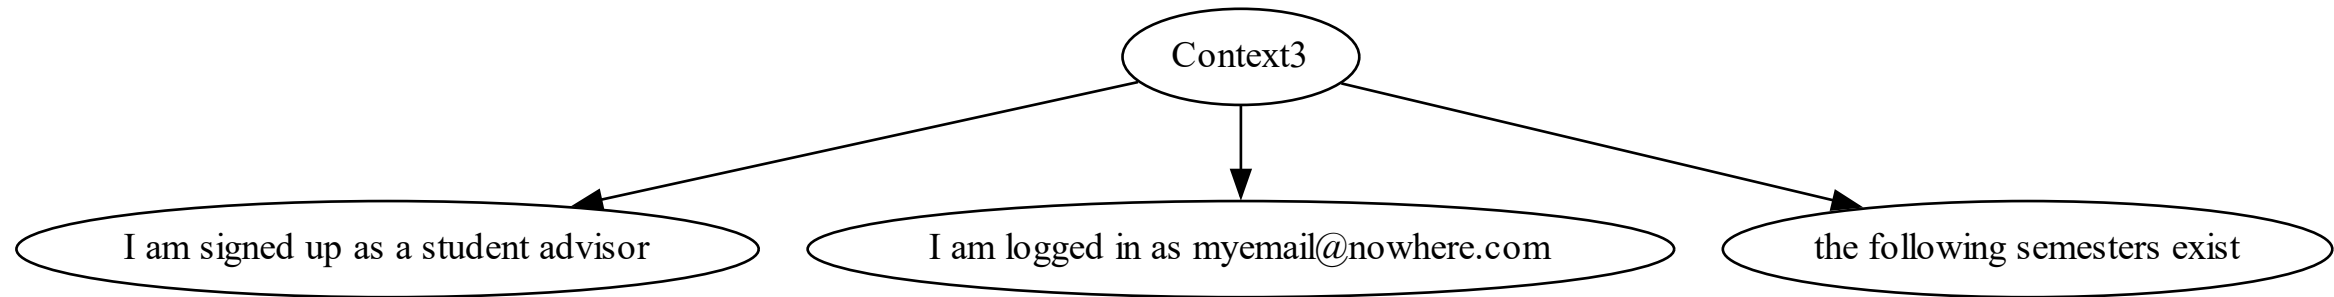 Context3
I am signed up as a student advisor
I am logged in as myemail@nowhere.com
the following semesters exist